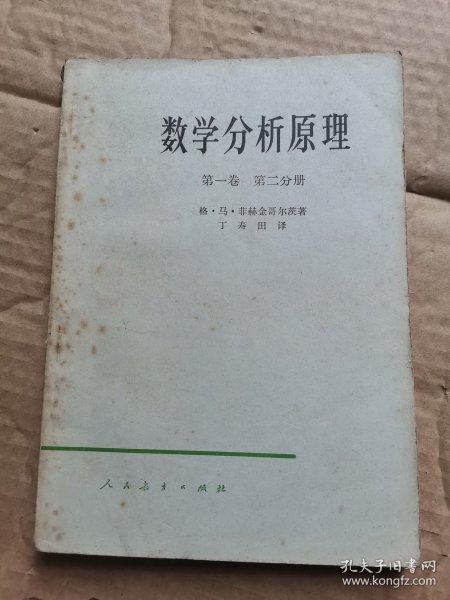 数学分析原理
第一卷 第二分册
格·马·菲赫金哥尔茨著
丁寿田译
人民教育出版社
孔夫子旧书网
www.kongfz.com